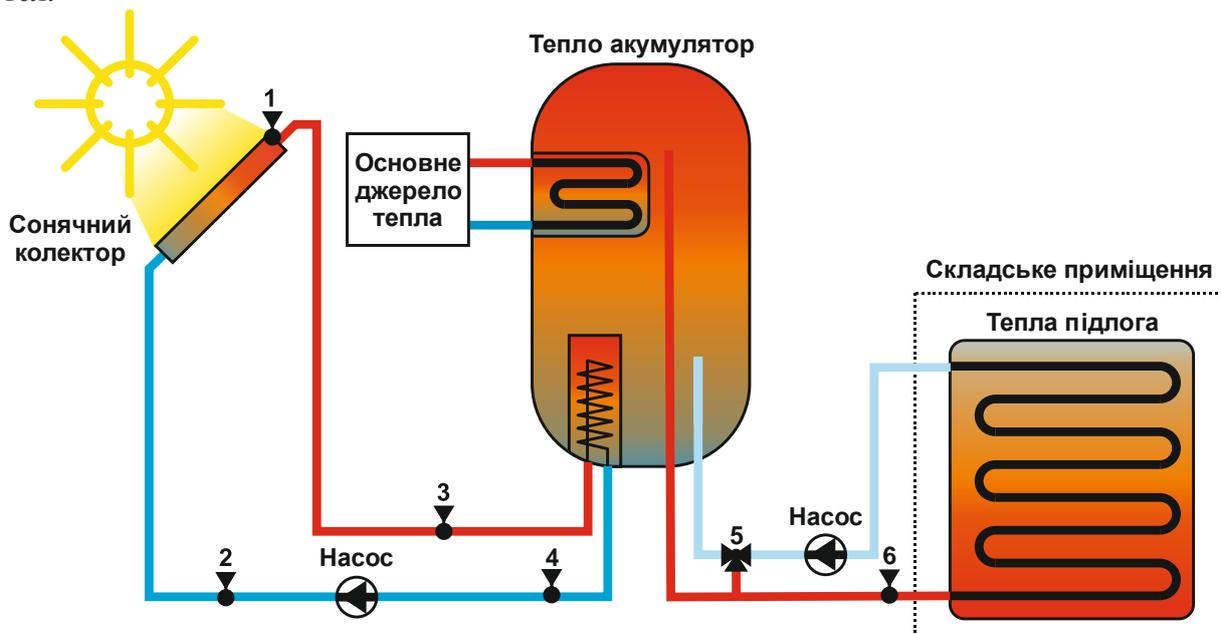 Тепло акумулятор
1
Основне
джерело
тепла
Сонячний
колектор
Складське приміщення
Тепла підлога
3
Насос
5
2
Насос
4
6